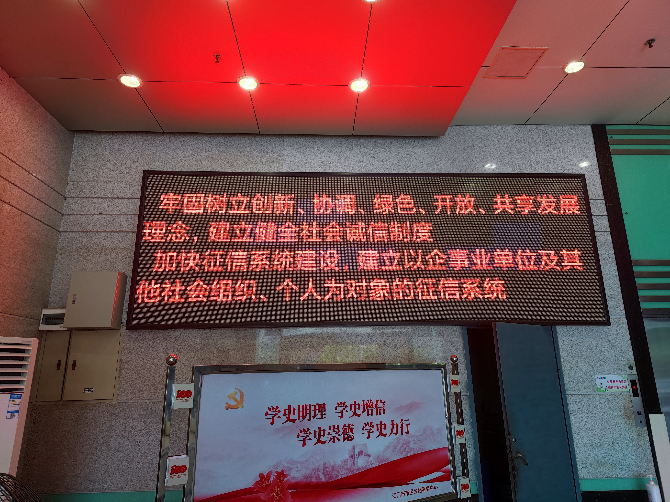 牢固树立创新、协调、绿色、开放、共享发展
理念，建立健全社会诚信制度
加快征信系统建设，建立以企事业单位及其
他社会组织、个人为对象的征信系统
学史明理 学史增信
学史崇德 学史力行